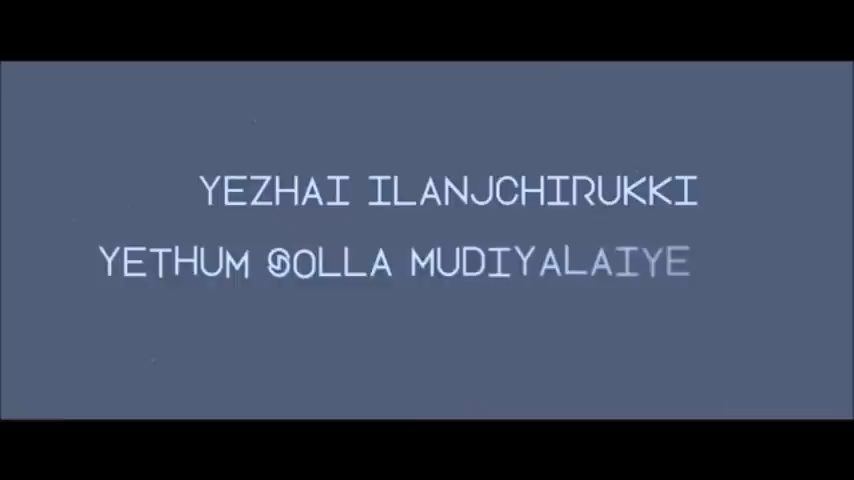 YEZHAI ILANJCHIRUKKI
YETHUM SOLLA MUDIYALAIYE